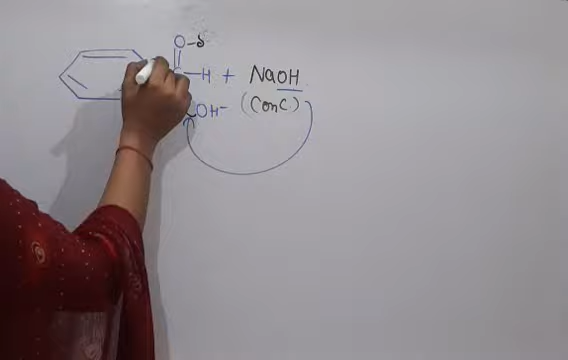 O-δ
-H + NaOH
OH- (ConC)